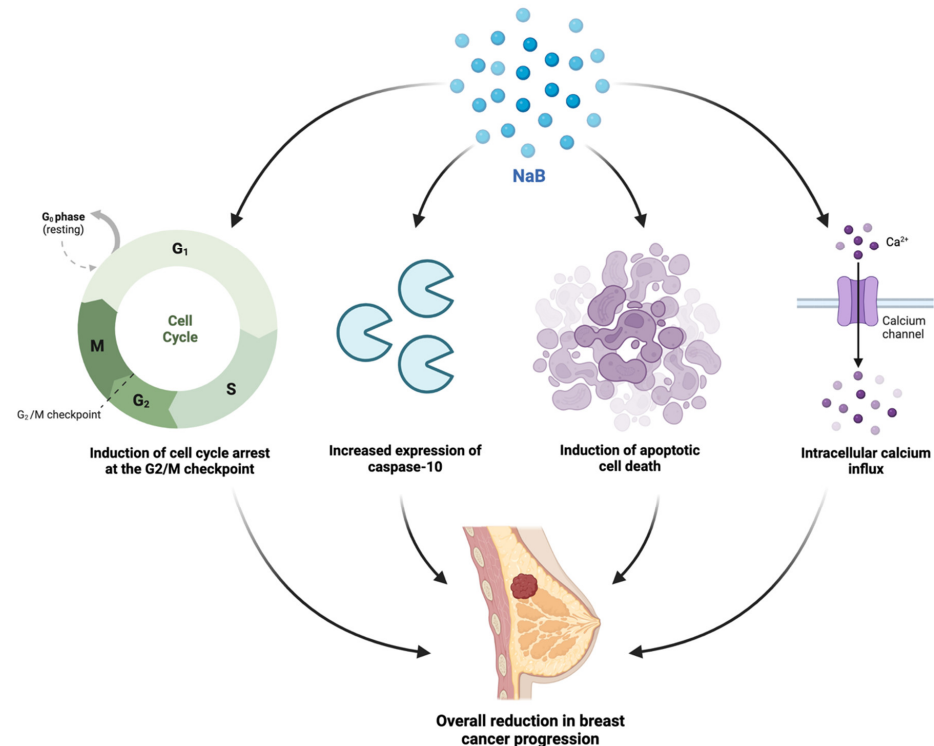 NaB
G₀ phase
(resting)
G₁
Cell
Cycle
M
S
G₂
G₂/M checkpoint
Ca²⁺
Calcium
channel
Induction of cell cycle arrest
at the G2/M checkpoint
Increased expression of
caspase-10
Induction of apoptotic
cell death
Intracellular calcium
influx
Overall reduction in breast
cancer progression